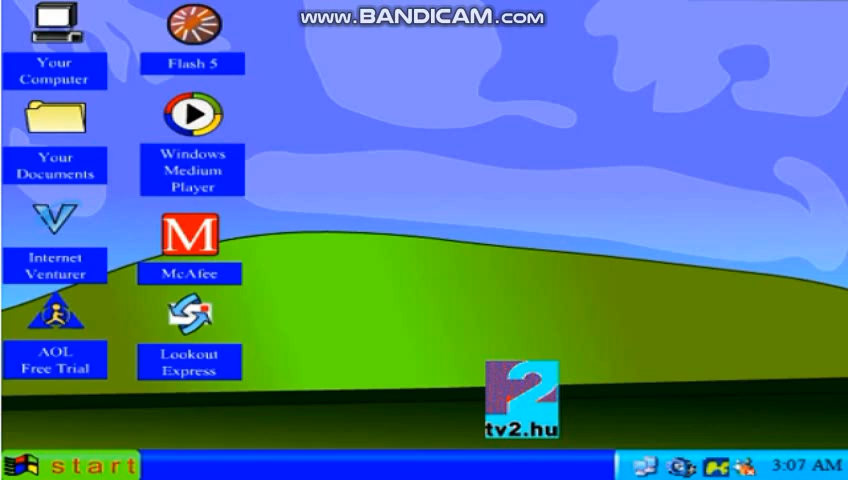 www.BANDICAM.com
Your
Computer
Flash 5
Your
Documents
Windows
Medium
Player
Internet
Venturer
McAfee
AOL
Free Trial
Lookout
Express
tv2.hu
start
3:07 AM